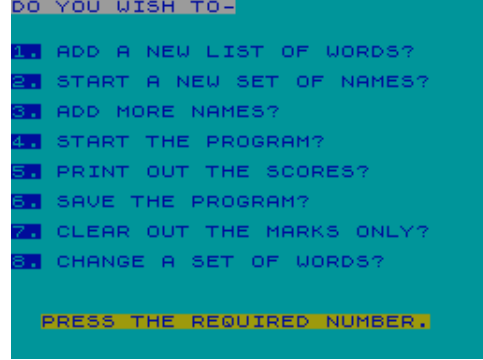 DO YOU WISH TO-
1. ADD A NEW LIST OF WORDS?
2. START A NEW SET OF NAMES?
3. ADD MORE NAMES?
4. START THE PROGRAM?
5. PRINT OUT THE SCORES?
6. SAVE THE PROGRAM?
7. CLEAR OUT THE MARKS ONLY?
8. CHANGE A SET OF WORDS?
PRESS THE REQUIRED NUMBER.